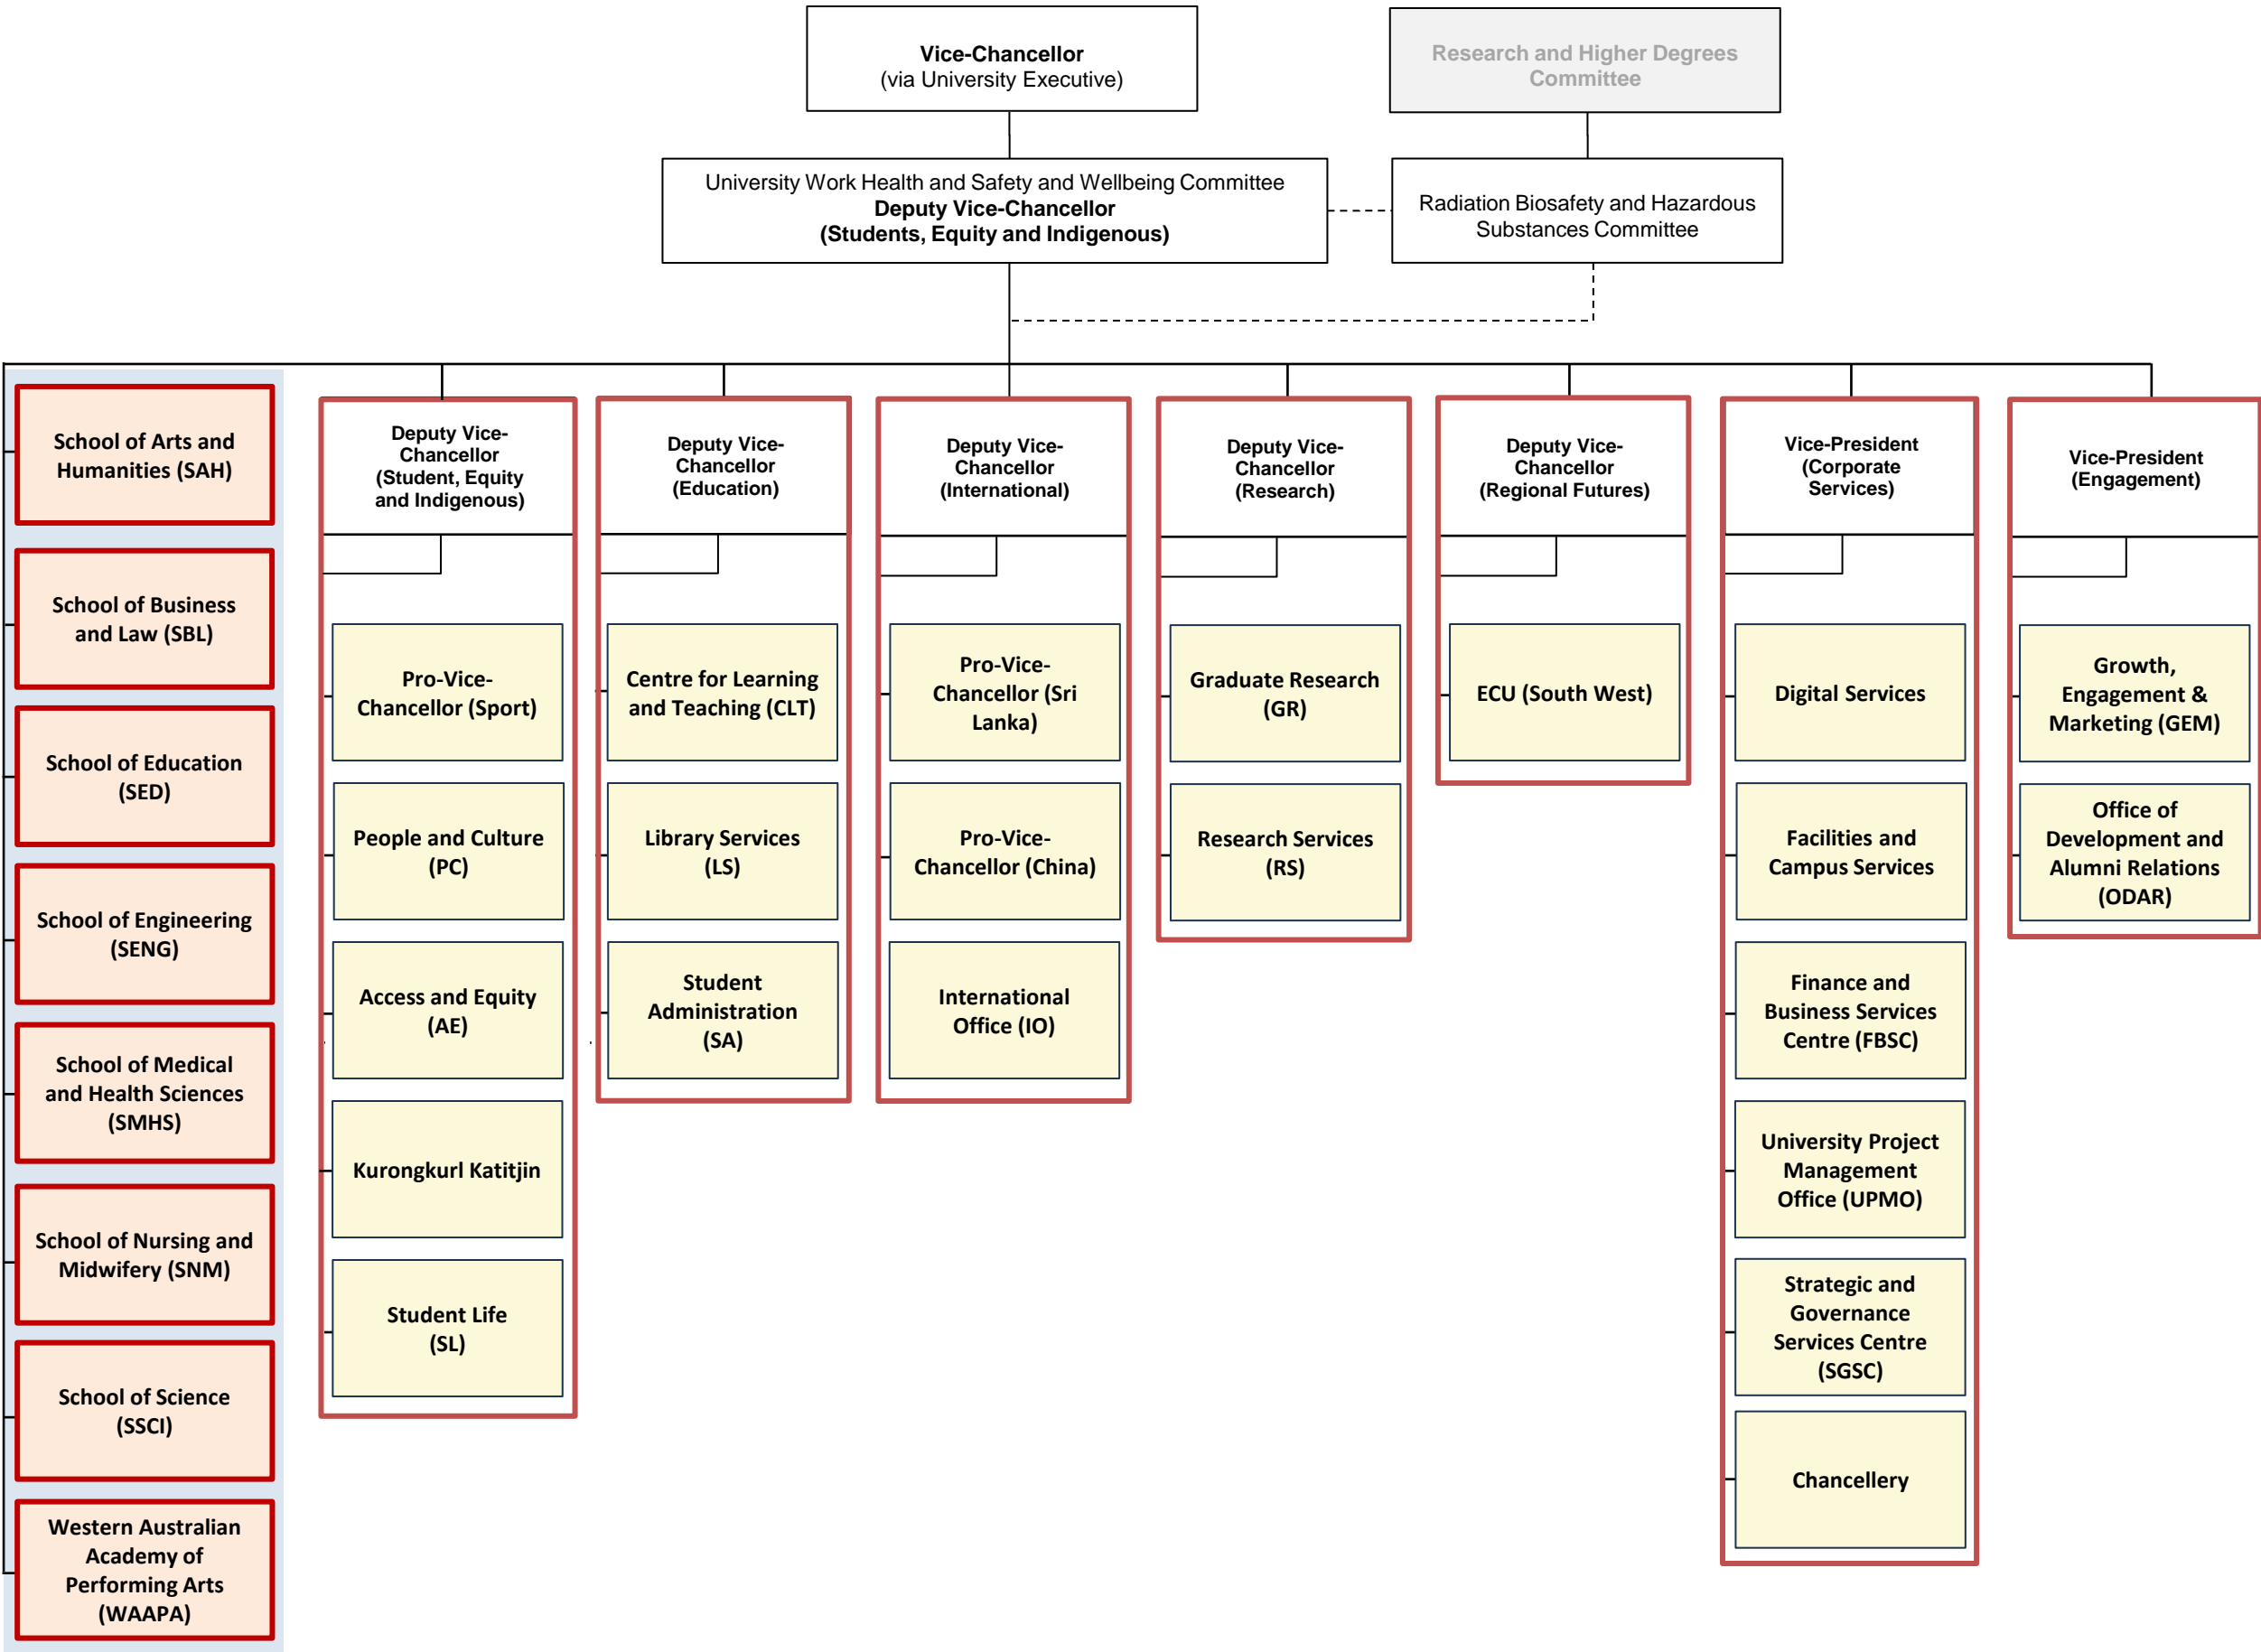 Vice-Chancellor
(via University Executive)
Research and Higher Degrees
Committee
University Work Health and Safety and Wellbeing Committee
Deputy Vice-Chancellor
(Students, Equity and Indigenous)
Radiation Biosafety and Hazardous
Substances Committee
School of Arts and
Humanities (SAH)
School of Business
and Law (SBL)
School of Education
(SED)
School of Engineering
(SENG)
School of Medical
and Health Sciences
(SMHS)
School of Nursing and
Midwifery (SNM)
School of Science
(SSCI)
Western Australian
Academy of
Performing Arts
(WAAPA)
Deputy Vice-
Chancellor
(Student, Equity
and Indigenous)
Pro-Vice-
Chancellor (Sport)
People and Culture
(PC)
Access and Equity
(AE)
Kurongkurl Katitjin
Student Life
(SL)
Deputy Vice-
Chancellor
(Education)
Centre for Learning
and Teaching (CLT)
Library Services
(LS)
Student
Administration
(SA)
Deputy Vice-
Chancellor
(International)
Pro-Vice-
Chancellor (Sri
Lanka)
Pro-Vice-
Chancellor (China)
International
Office (IO)
Deputy Vice-
Chancellor
(Research)
Graduate Research
(GR)
Research Services
(RS)
Deputy Vice-
Chancellor
(Regional Futures)
ECU (South West)
Vice-President
(Corporate
Services)
Digital Services
Facilities and
Campus Services
Finance and
Business Services
Centre (FBSC)
University Project
Management
Office (UPMO)
Strategic and
Governance
Services Centre
(SGSC)
Chancellery
Vice-President
(Engagement)
Growth,
Engagement &
Marketing (GEM)
Office of
Development and
Alumni Relations
(ODAR)